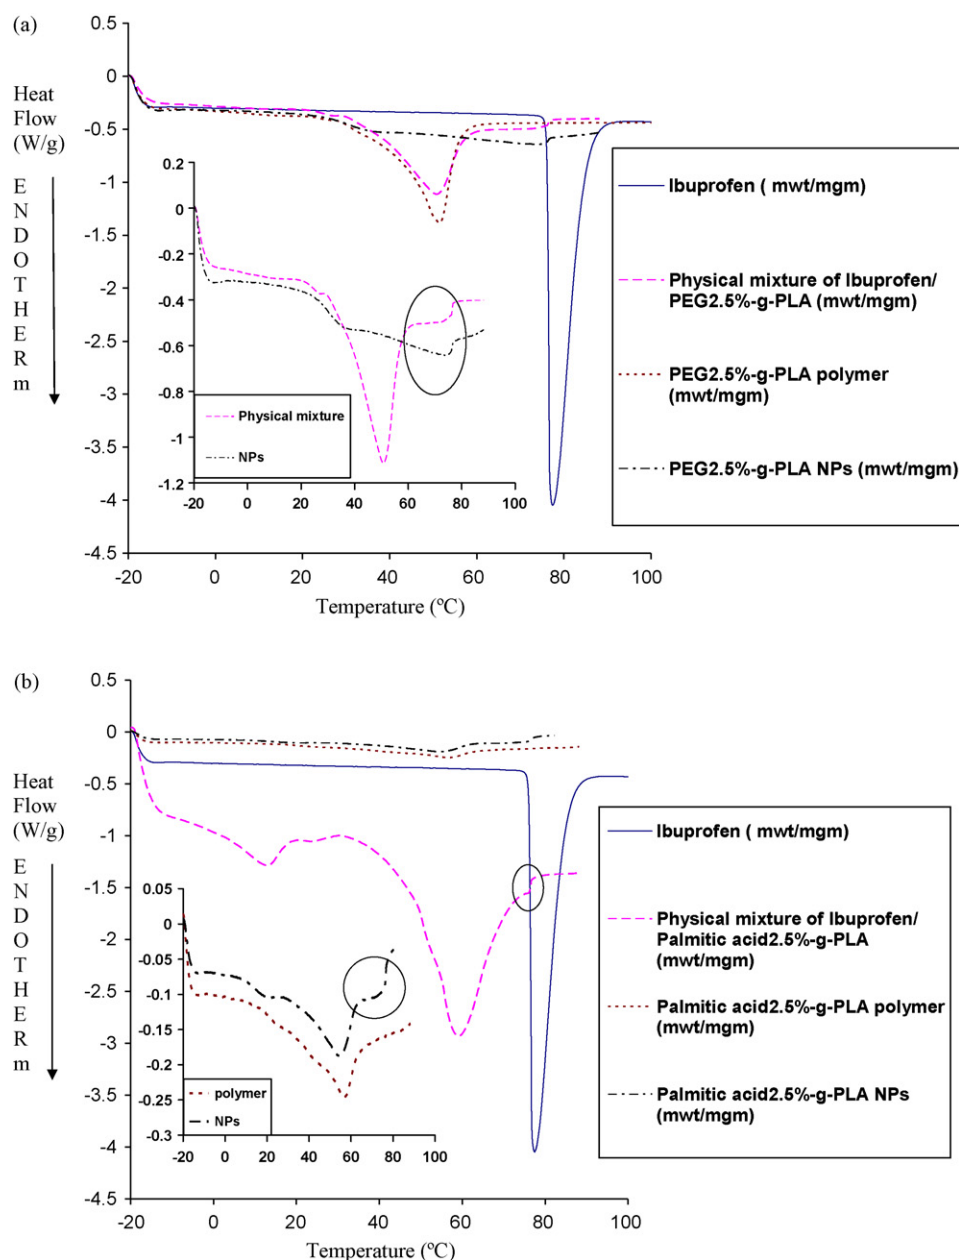 (a)
Heat
Flow
(W/g)
E
N
D
O
T
H
E
R
m
0.5
0
-0.5
-1
-1.5
-2
-2.5
-3
-3.5
-4
-4.5
-20
0
20
40
60
80
100
Temperature (ºC)
0.2
0
-0.2
-0.4
-0.6
-0.8
-1
-1.2
-20
0
20
40
60
80
100
Physical mixture
NPs
Ibuprofen ( mwt/mgm)
Physical mixture of Ibuprofen/
PEG2.5%-g-PLA (mwt/mgm)
PEG2.5%-g-PLA polymer
(mwt/mgm)
PEG2.5%-g-PLA NPs (mwt/mgm)
(b)
Heat
Flow
(W/g)
E
N
D
O
T
H
E
R
m
0.5
0
-0.5
-1
-1.5
-2
-2.5
-3
-3.5
-4
-4.5
-20
0
20
40
60
80
100
Temperature (ºC)
0.05
0
-0.05
-0.1
-0.15
-0.2
-0.25
-0.3
-20
0
20
40
60
80
100
polymer
NPs
Ibuprofen ( mwt/mgm)
Physical mixture of Ibuprofen/
Palmitic acid2.5%-g-PLA
(mwt/mgm)
Palmitic acid2.5%-g-PLA polymer
(mwt/mgm)
Palmitic acid2.5%-g-PLA NPs
(mwt/mgm)